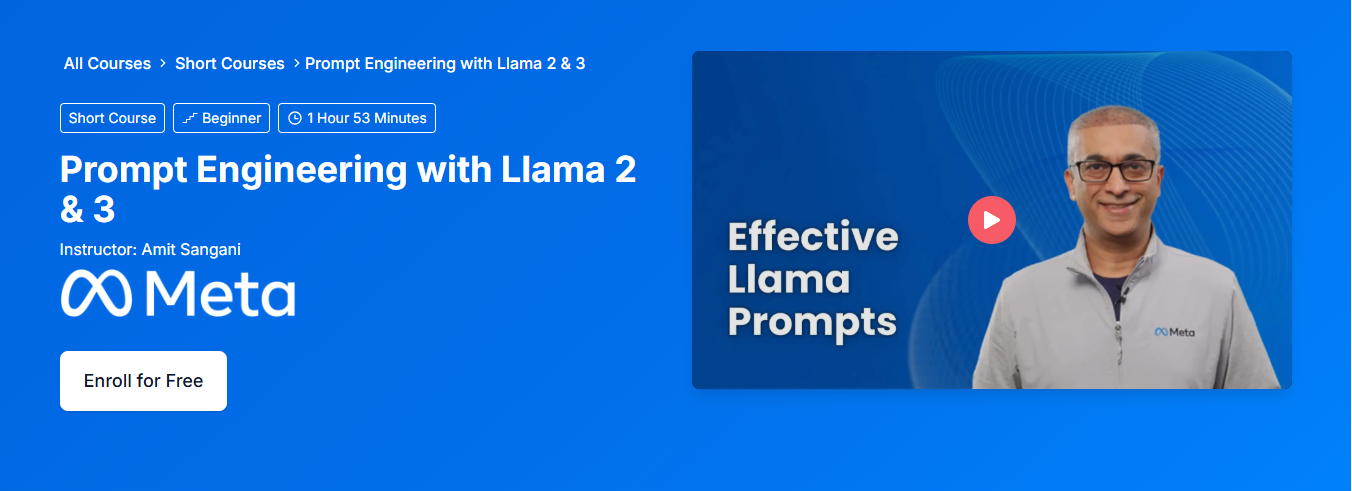 All Courses > Short Courses > Prompt Engineering with Llama 2 & 3
Short Course
Beginner
1 Hour 53 Minutes
Prompt Engineering with Llama 2
& 3
Instructor: Amit Sangani
Meta
Enroll for Free
Effective
Llama
Prompts
Meta